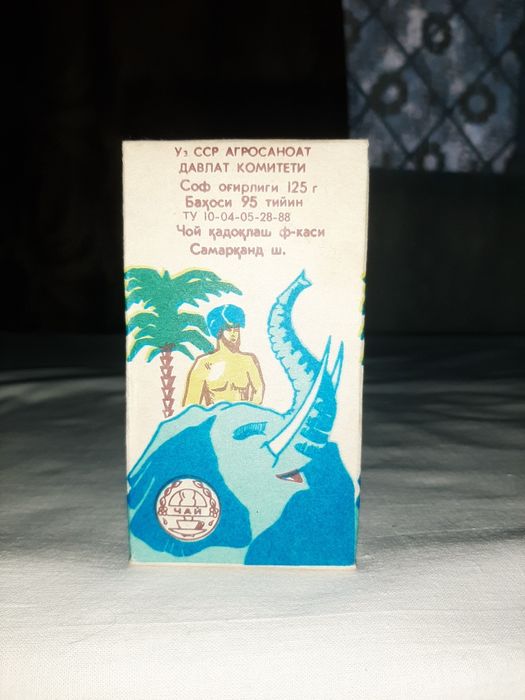 Уз ССР АГРОСАНОАТ
ДАВЛАТ КОМИТЕТИ
Соф оғирлиги 125 г
Баҳоси 95 тийин
ТУ 10-04-05-28-88
Чой қадоқлаш ф-каси
Самарқанд ш.
ЧАЙ